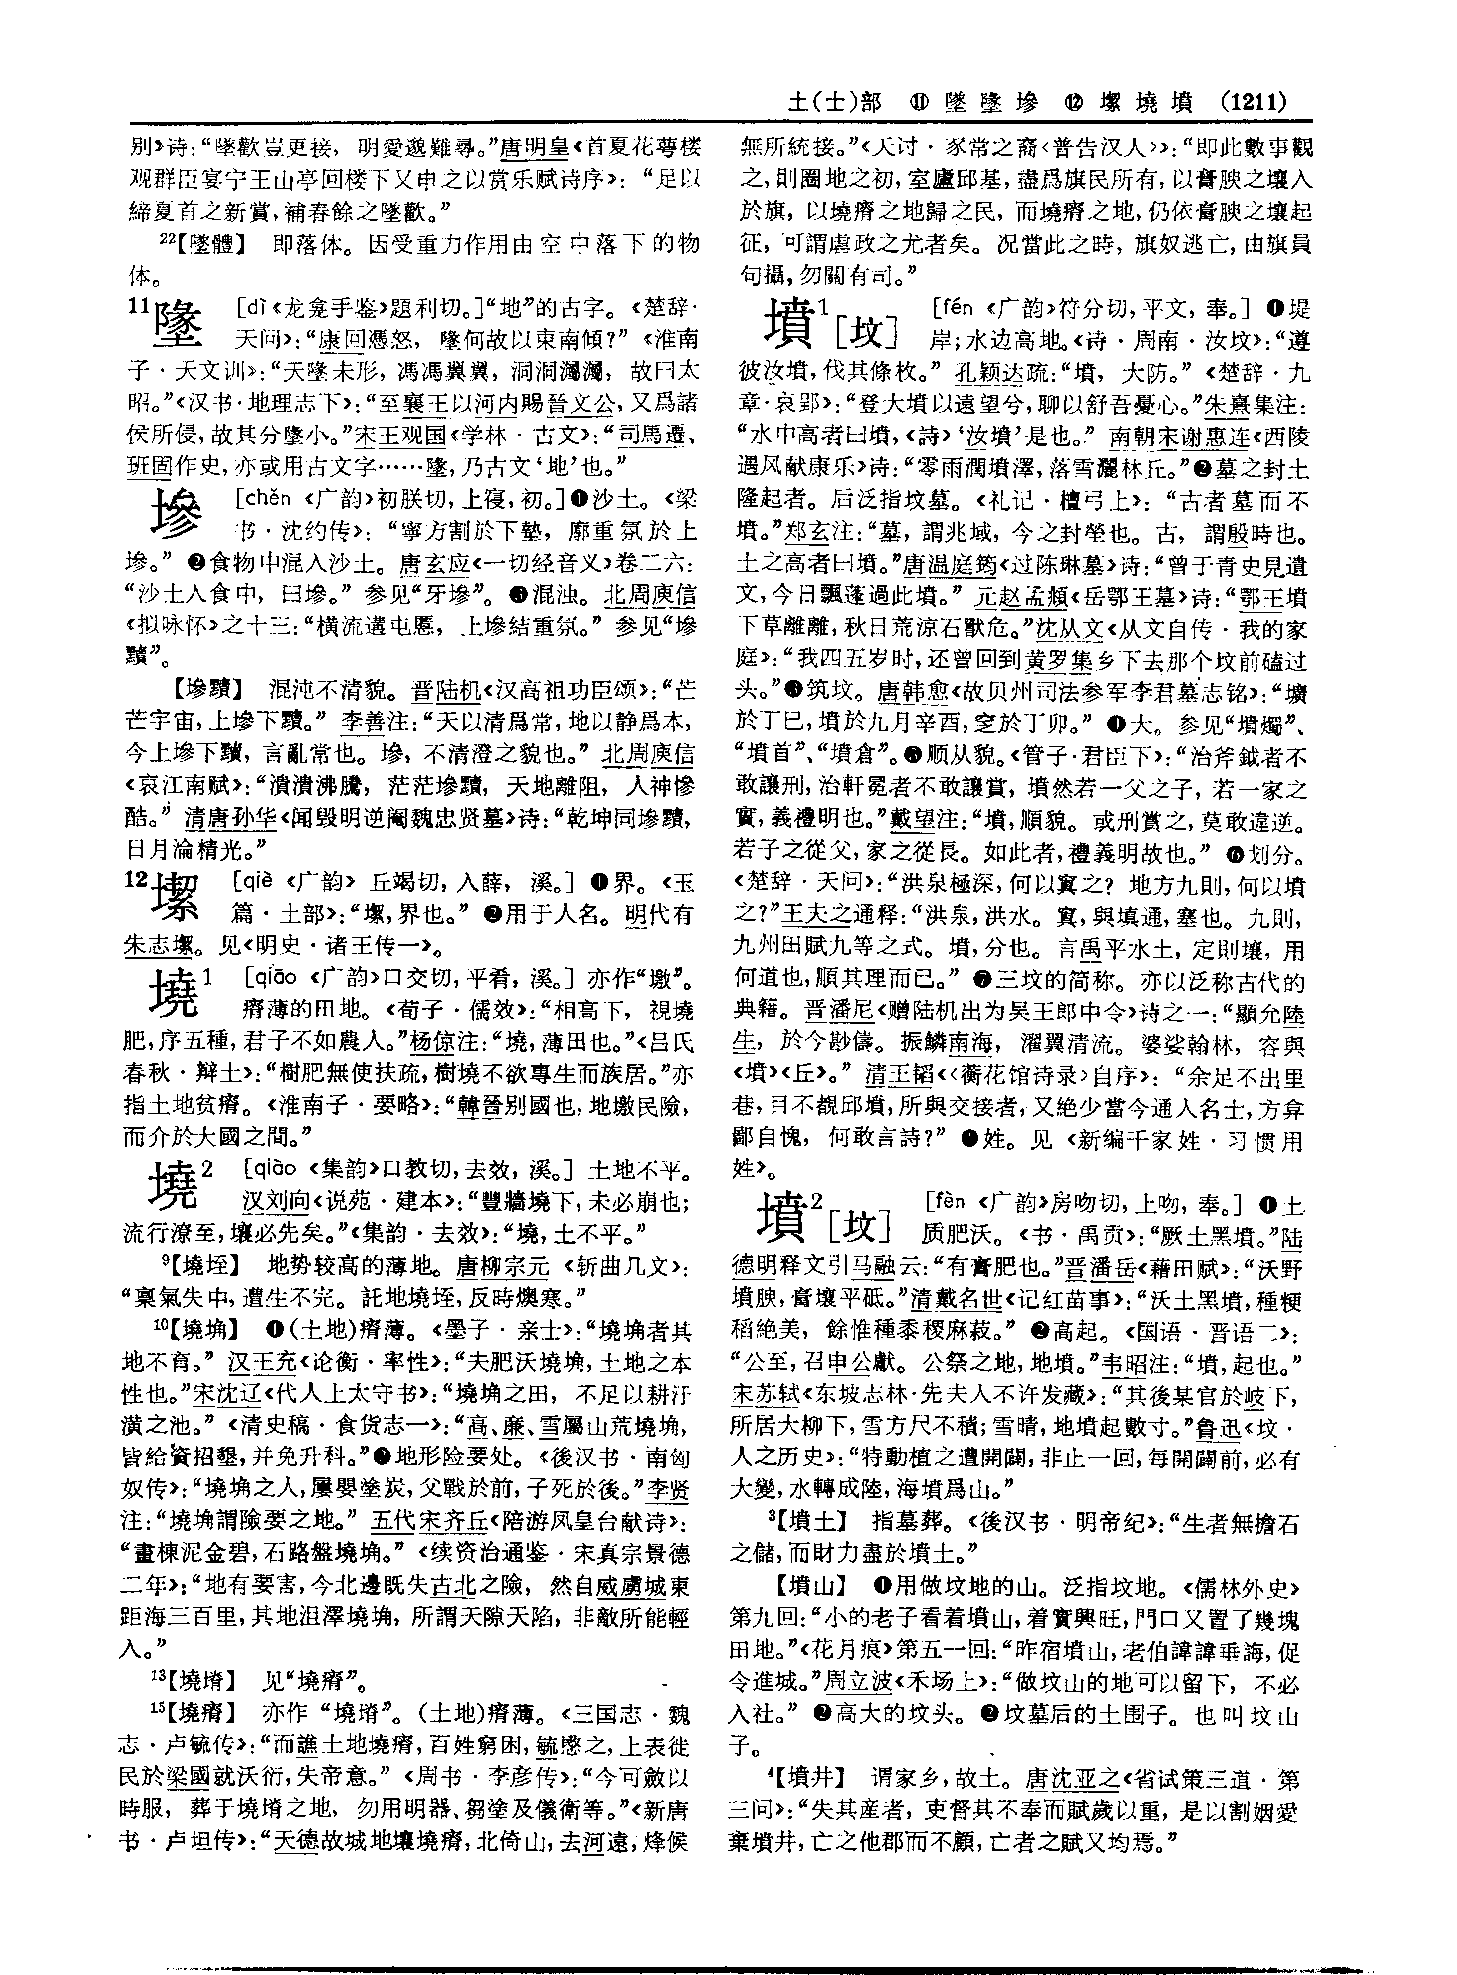 土(士)部 ⑪ 墜墬墋 ⑫ 㙞墝墳 (1211)
别》诗:“墜歡豈更接, 明愛邈難尋。”唐明皇《首夏花萼楼
观群臣宴宁王山亭回楼下又申之以赏乐赋诗序》: “足以
締夏首之新賞,補春餘之墜歡。”
22【墜體】 即落体。因受重力作用由空中落下的物
体。
11墬 [dì《龙龛手鉴》題利切。]“地”的古字。《楚辞·
天问》:“康回憑怒, 墬何故以東南傾?” 《淮南
子·天文训》:“天墬未形,馮馮翼翼, 洞洞灟灟, 故曰太
昭。”《汉书·地理志下》:“至襄王以河内賜晉文公,又爲諸
侯所侵,故其分墬小。”宋王观国《学林·古文》:“司馬遷、
班固作史,亦或用古文字……墬,乃古文‘地’也。”
墋 [chěn 《广韵》初朕切,上寑,初。]❶沙土。《梁
书·沈约传》: “寧方割於下墊, 廓重氛於上
墋。” ❷食物中混入沙土。唐玄应《一切经音义》卷二六:
“沙土入食中, 曰墋。” 参见“牙墋”。❸混浊。北周庾信
《拟咏怀》之十三:“横流遘屯慝, 上墋結重氛。” 参见“墋
黷”。
【墋黷】 混沌不清貌。晋陆机《汉高祖功臣颂》:“芒
芒宇宙,上墋下黷。” 李善注:“天以清爲常,地以静爲本,
今上墋下黷, 言亂常也。墋, 不清澄之貌也。” 北周庾信
《哀江南赋》:“潰潰沸騰, 茫茫墋黷, 天地離阻, 人神慘
酷。” 清唐孙华《闻毁明逆阉魏忠贤墓》诗:“乾坤同墋黷,
日月淪精光。”
12㙞 [qiè 《广韵》 丘竭切,入薛, 溪。] ❶界。《玉
篇·土部》:“㙞,界也。” ❷用于人名。明代有
朱志㙞。见《明史·诸王传一》。
墝1 [qiāo 《广韵》口交切,平肴,溪。] 亦作“墽”。
瘠薄的田地。《荀子·儒效》:“相高下, 視墝
肥,序五種,君子不如農人。”杨倞注:“墝,薄田也。”《吕氏
春秋·辩土》:“樹肥無使扶疏,樹墝不欲專生而族居。”亦
指土地贫瘠。《淮南子·要略》:“韓晉别國也,地墽民險,
而介於大國之間。”
墝2 [qiào 《集韵》口教切,去效,溪。] 土地不平。
汉刘向《说苑·建本》:“豐牆墝下,未必崩也;
流行潦至,壞必先矣。”《集韵·去效》:“墝,土不平。”
9【墝垤】 地势较高的薄地。唐柳宗元 《斩曲几文》:
“稟氣失中,遭生不完。託地墝垤,反時燠寒。”
10【墝埆】 ❶(土地)瘠薄。《墨子·亲士》:“墝埆者其
地不育。” 汉王充《论衡·率性》:“夫肥沃墝埆,土地之本
性也。”宋沈辽《代人上太守书》:“墝埆之田, 不足以耕汙
潢之池。” 《清史稿·食货志一》:“高、廉、雷屬山荒墝埆,
皆給資招墾,并免升科。”❷地形险要处。《後汉书·南匈
奴传》:“墝埆之人,屢嬰塗炭,父戰於前,子死於後。”李贤
注:“墝埆謂險要之地。” 五代宋齐丘《陪游凤皇台献诗》:
“畫棟泥金碧,石路盤墝埆。” 《续资治通鉴·宋真宗景德
二年》:“地有要害,今北邊既失古北之險, 然自威虜城東
距海三百里,其地沮澤墝埆, 所謂天隙天陷, 非敵所能輕
入。”
13【墝塉】 见“墝瘠”。
15【墝瘠】 亦作 “墝塉”。(土地)瘠薄。《三国志·魏
志·卢毓传》:“而譙土地墝瘠,百姓窮困,毓愍之,上表徙
民於梁國就沃衍,失帝意。” 《周书·李彦传》:“今可斂以
時服, 葬于墝塉之地, 勿用明器、芻塗及儀衛等。”《新唐
书·卢坦传》:“天德故城地壤墝瘠,北倚山,去河遠,烽候
無所統接。”《天讨·豕常之裔〈普告汉人〉》:“即此數事觀
之,則圈地之初,室廬邱基,盡爲旗民所有,以膏腴之壤入
於旗, 以墝瘠之地歸之民, 而墝瘠之地,仍依膏腴之壤起
征, 可謂虐政之尤者矣。况當此之時, 旗奴逃亡,由旗員
句攝,勿關有司。”
墳1[坟] [fén 《广韵》符分切,平文,奉。] ❶堤
岸;水边高地。《诗·周南·汝坟》:“遵
彼汝墳,伐其條枚。” 孔颖达疏:“墳, 大防。” 《楚辞·九
章·哀郢》:“登大墳以遠望兮,聊以舒吾憂心。”朱熹集注:
“水中高者曰墳,《詩》‘汝墳’是也。” 南朝宋谢惠连《西陵
遇风献康乐》诗:“零雨潤墳澤,落雪灑林丘。”❷墓之封土
隆起者。后泛指坟墓。《礼记·檀弓上》: “古者墓而不
墳。”郑玄注:“墓, 謂兆域, 今之封塋也。古, 謂殷時也。
土之高者曰墳。”唐温庭筠《过陈琳墓》诗:“曾于青史見遺
文,今日飄蓬過此墳。” 元赵孟頫《岳鄂王墓》诗:“鄂王墳
下草離離,秋日荒凉石獸危。”沈从文《从文自传·我的家
庭》:“我四五岁时,还曾回到黄罗集乡下去那个坟前磕过
头。”❸筑坟。唐韩愈《故贝州司法参军李君墓志铭》:“壙
於丁巳,墳於九月辛酉,窆於丁卯。” ❹大。参见“墳燭”、
“墳首”、“墳倉”。❺顺从貌。《管子·君臣下》:“治斧鉞者不
敢讓刑,治軒冕者不敢讓賞, 墳然若一父之子, 若一家之
實,義禮明也。”戴望注:“墳,順貌。或刑賞之,莫敢違逆。
若子之從父,家之從長。如此者,禮義明故也。” ❻划分。
《楚辞·天问》:“洪泉極深,何以窴之? 地方九則,何以墳
之?”王夫之通释:“洪泉,洪水。窴,與填通,塞也。九則,
九州田賦九等之式。墳,分也。言禹平水土, 定則壤, 用
何道也,順其理而已。” ❼三坟的简称。亦以泛称古代的
典籍。晋潘尼《赠陆机出为吴王郎中令》诗之一:“顯允陸
生, 於今尠儔。振鱗南海, 濯翼清流。婆娑翰林, 容與
《墳》《丘》。” 清王韬《〈蘅花馆诗录〉自序》: “余足不出里
巷,目不覩邱墳,所與交接者,又絶少當今通人名士,方弇
鄙自愧, 何敢言詩?” ❽姓。见 《新编千家姓·习惯用
姓》。
墳2[坟] [fèn 《广韵》房吻切,上吻,奉。] ❶土
质肥沃。《书·禹贡》:“厥土黑墳。”陆
德明释文引马融云:“有膏肥也。”晋潘岳《藉田赋》:“沃野
墳腴,膏壤平砥。”清戴名世《记红苗事》:“沃土黑墳,種粳
稻絶美, 餘惟種黍稷麻菽。” ❷高起。《国语·晋语二》:
“公至,召申公獻。公祭之地,地墳。”韦昭注:“墳,起也。”
宋苏轼《东坡志林·先夫人不许发藏》:“其後某官於岐下,
所居大柳下,雪方尺不積;雪晴,地墳起數寸。”鲁迅《坟·
人之历史》:“特動植之遭開闢,非止一回,每開闢前,必有
大變,水轉成陸,海墳爲山。”
3【墳土】 指墓葬。《後汉书·明帝纪》:“生者無擔石
之儲,而財力盡於墳土。”
【墳山】 ❶用做坟地的山。泛指坟地。《儒林外史》
第九回:“小的老子看着墳山,着實興旺,門口又置了幾塊
田地。”《花月痕》第五一回:“昨宿墳山,老伯諄諄垂誨,促
令進城。”周立波《禾场上》:“做坟山的地可以留下, 不必
入社。” ❷高大的坟头。❷坟墓后的土围子。也叫坟山
子。
4【墳井】 谓家乡,故土。唐沈亚之《省试策三道·第
三问》:“失其産者, 吏督其不奉而賦歲以重, 是以割姻愛
棄墳井,亡之他郡而不顧,亡者之賦又均焉。”